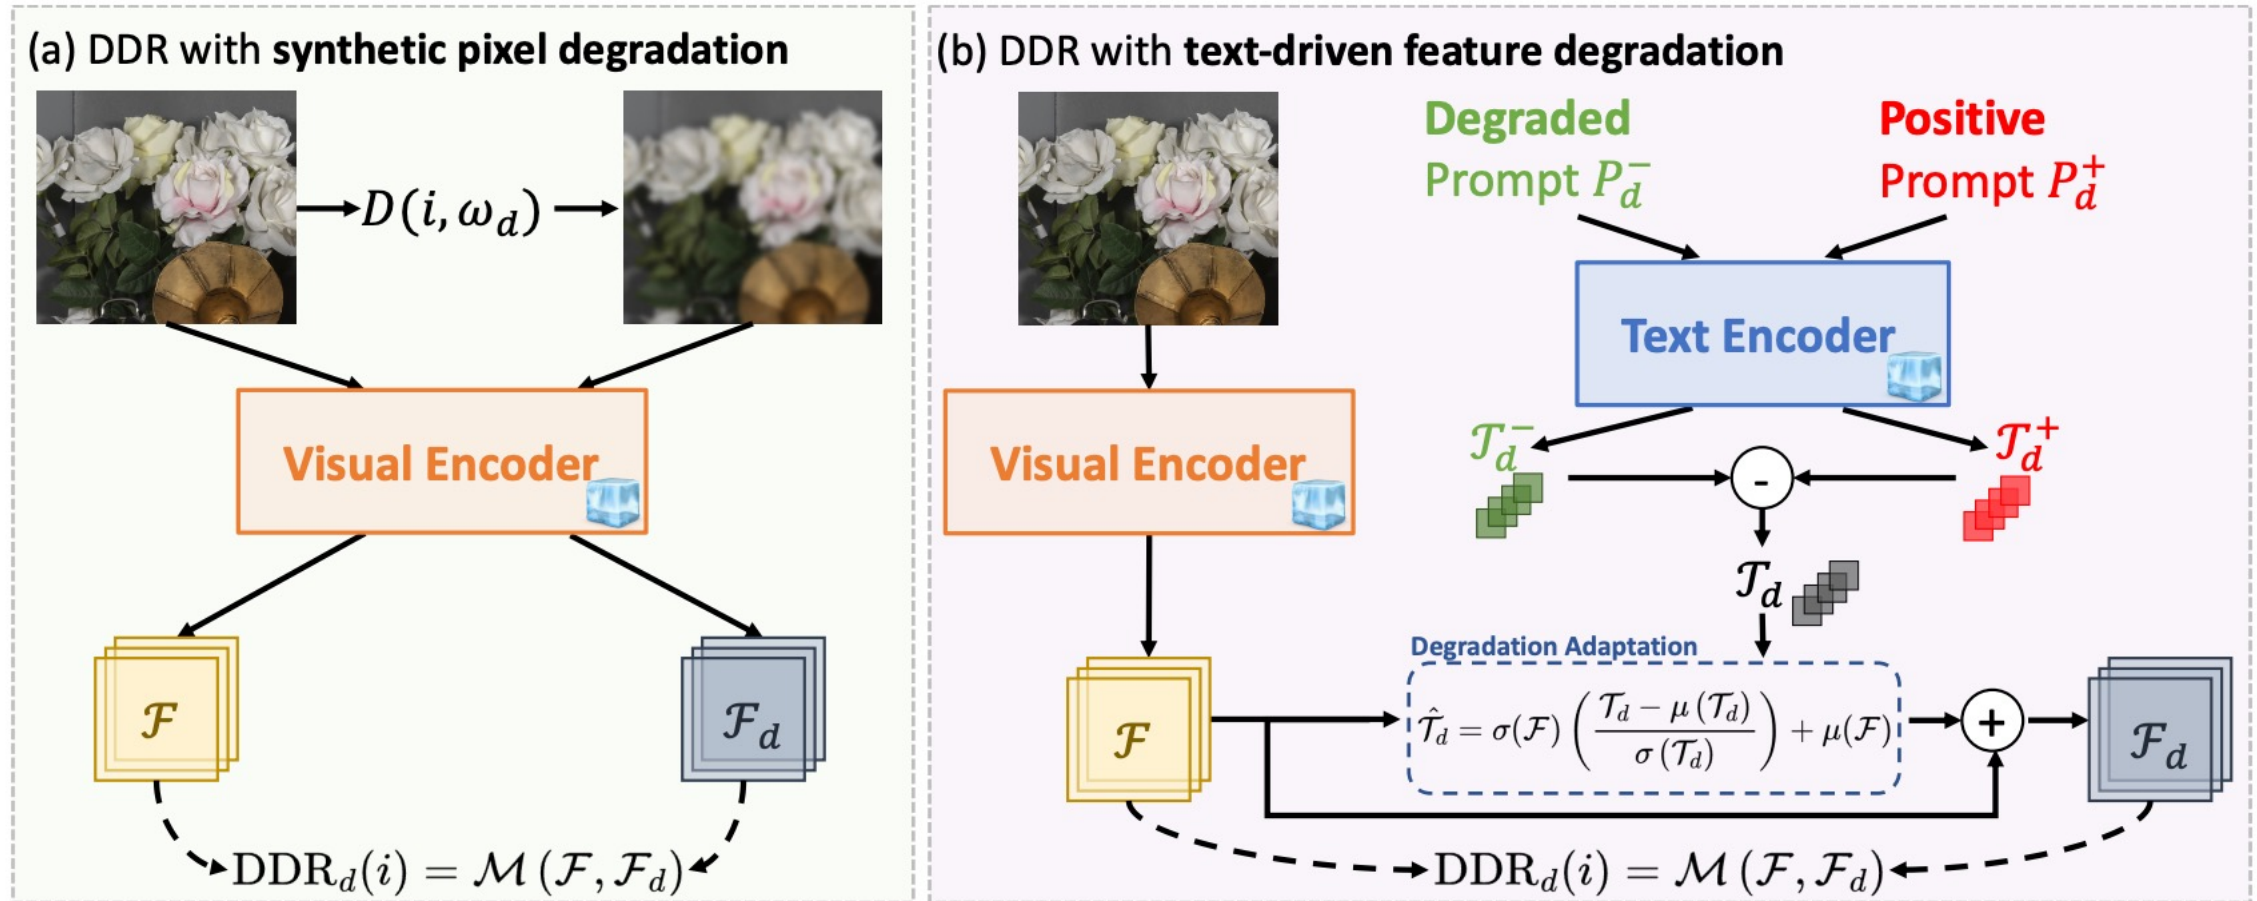 (a) DDR with synthetic pixel degradation
D(i, ω_d)
Visual Encoder
ℱ
ℱ_d
DDR_d(i) = ℳ (ℱ, ℱ_d)
(b) DDR with text-driven feature degradation
Degraded
Prompt P_d^-
Positive
Prompt P_d^+
Text Encoder
Visual Encoder
𝒯_d^-
𝒯_d^+
-
𝒯_d
Degradation Adaptation
ℱ
𝒯̂_d = σ(ℱ) ( (𝒯_d − μ (𝒯_d)) / σ (𝒯_d) ) + μ(ℱ)
+
ℱ_d
DDR_d(i) = ℳ (ℱ, ℱ_d)